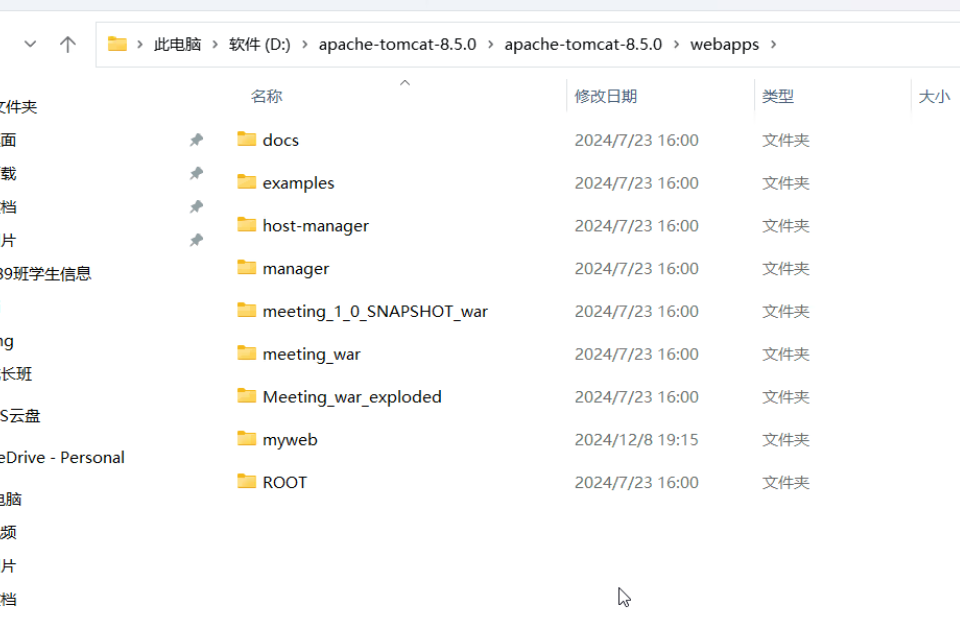 此电脑 › 软件 (D:) › apache-tomcat-8.5.0 › apache-tomcat-8.5.0 › webapps ›
名称 修改日期 类型 大小
文件夹
面
载
档
片
39班学生信息
ng
长班
S云盘
eDrive - Personal
电脑
频
片
档
docs 2024/7/23 16:00 文件夹
examples 2024/7/23 16:00 文件夹
host-manager 2024/7/23 16:00 文件夹
manager 2024/7/23 16:00 文件夹
meeting_1_0_SNAPSHOT_war 2024/7/23 16:00 文件夹
meeting_war 2024/7/23 16:00 文件夹
Meeting_war_exploded 2024/7/23 16:00 文件夹
myweb 2024/12/8 19:15 文件夹
ROOT 2024/7/23 16:00 文件夹